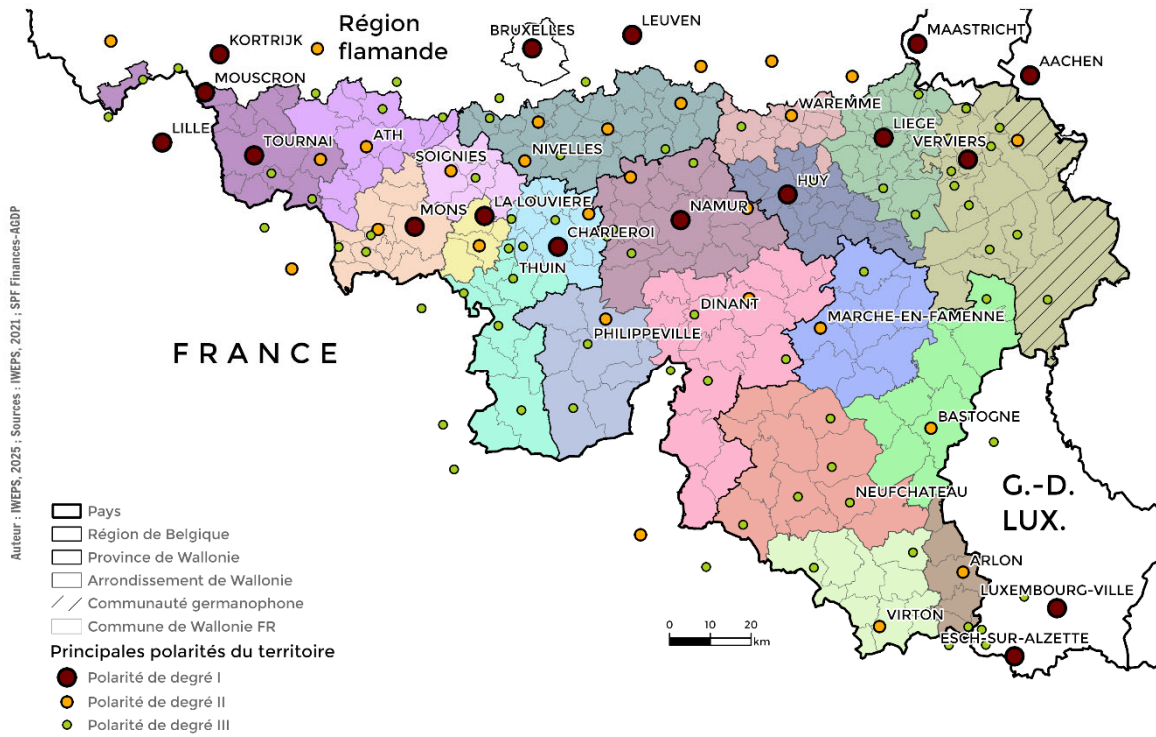 KORTRIJK
Région
flamande
BRUXELLES
LEUVEN
MAASTRICHT
AACHEN
MOUSCRON
LILLE
TOURNAI
ATH
SOIGNIES
NIVELLES
WAREMME
LIEGE
VERVIERS
HUY
MONS
LA LOUVIERE
CHARLEROI
NAMUR
THUIN
DINANT
PHILIPPEVILLE
MARCHE-EN-FAMENNE
FRANCE
BASTOGNE
NEUFCHATEAU
G.-D.
LUX.
ARLON
LUXEMBOURG-VILLE
VIRTON
ESCH-SUR-ALZETTE
0 10 20
km
Auteur : IWEPS, 2025 ; Sources : IWEPS, 2021 ; SPF Finances-AGDP
Pays
Région de Belgique
Province de Wallonie
Arrondissement de Wallonie
Communauté germanophone
Commune de Wallonie FR
Principales polarités du territoire
Polarité de degré I
Polarité de degré II
Polarité de degré III